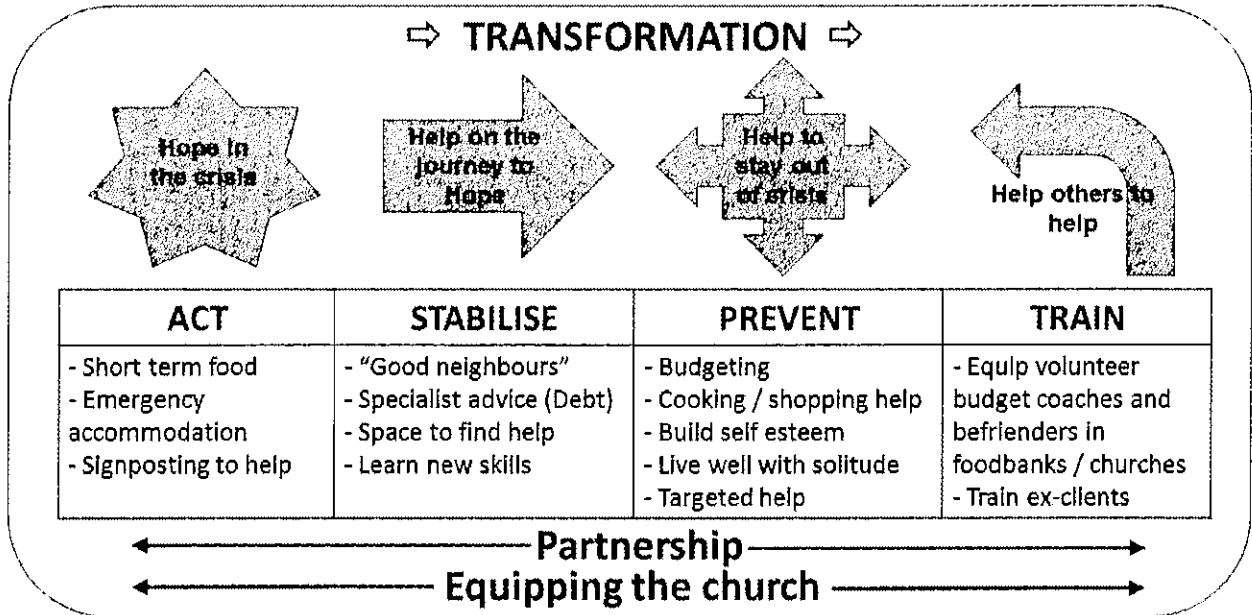 ⇨ TRANSFORMATION ⇨
Hope in
the crisis
Help on the
journey to
Hope
Help to
stay out
of crisis
Help others to
help
ACT
STABILISE
PREVENT
TRAIN
- Short term food
- Emergency
accommodation
- Signposting to help
- “Good neighbours”
- Specialist advice (Debt)
- Space to find help
- Learn new skills
- Budgeting
- Cooking / shopping help
- Build self esteem
- Live well with solitude
- Targeted help
- Equip volunteer
budget coaches and
befrienders in
foodbanks / churches
- Train ex-clients
Partnership
Equipping the church